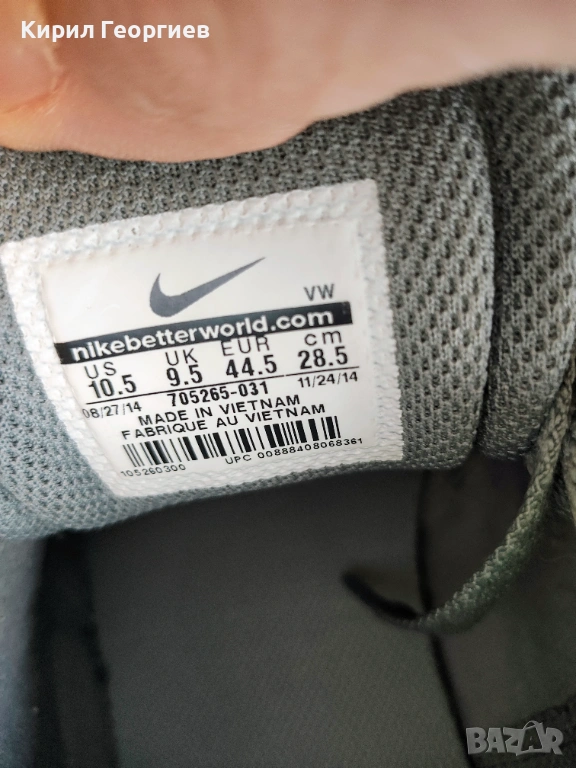 Кирил Георгиев
VW
nikebetterworld.com
US UK EUR cm
10.5 9.5 44.5 28.5
08/27/14 705265-031 11/24/14
MADE IN VIETNAM
FABRIQUE AU VIETNAM
105260300 UPC 00888408068361
BAZAR